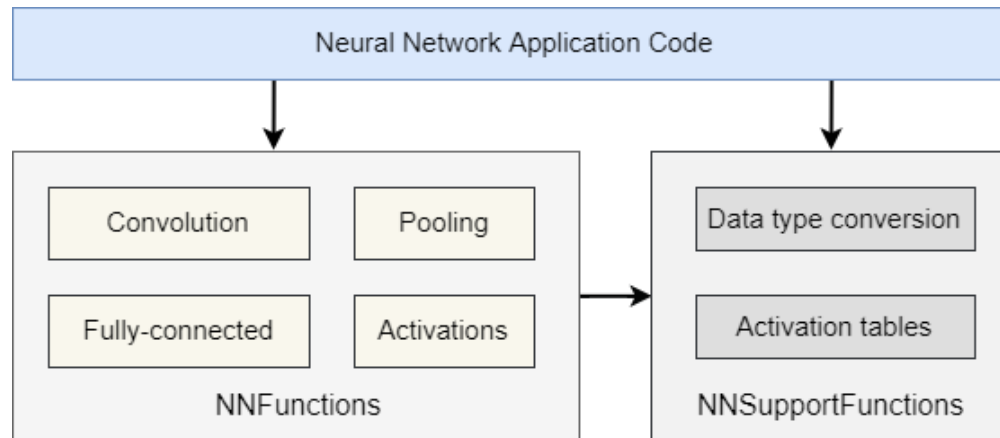 Neural Network Application Code
Convolution
Pooling
Fully-connected
Activations
NNFunctions
Data type conversion
Activation tables
NNSupportFunctions